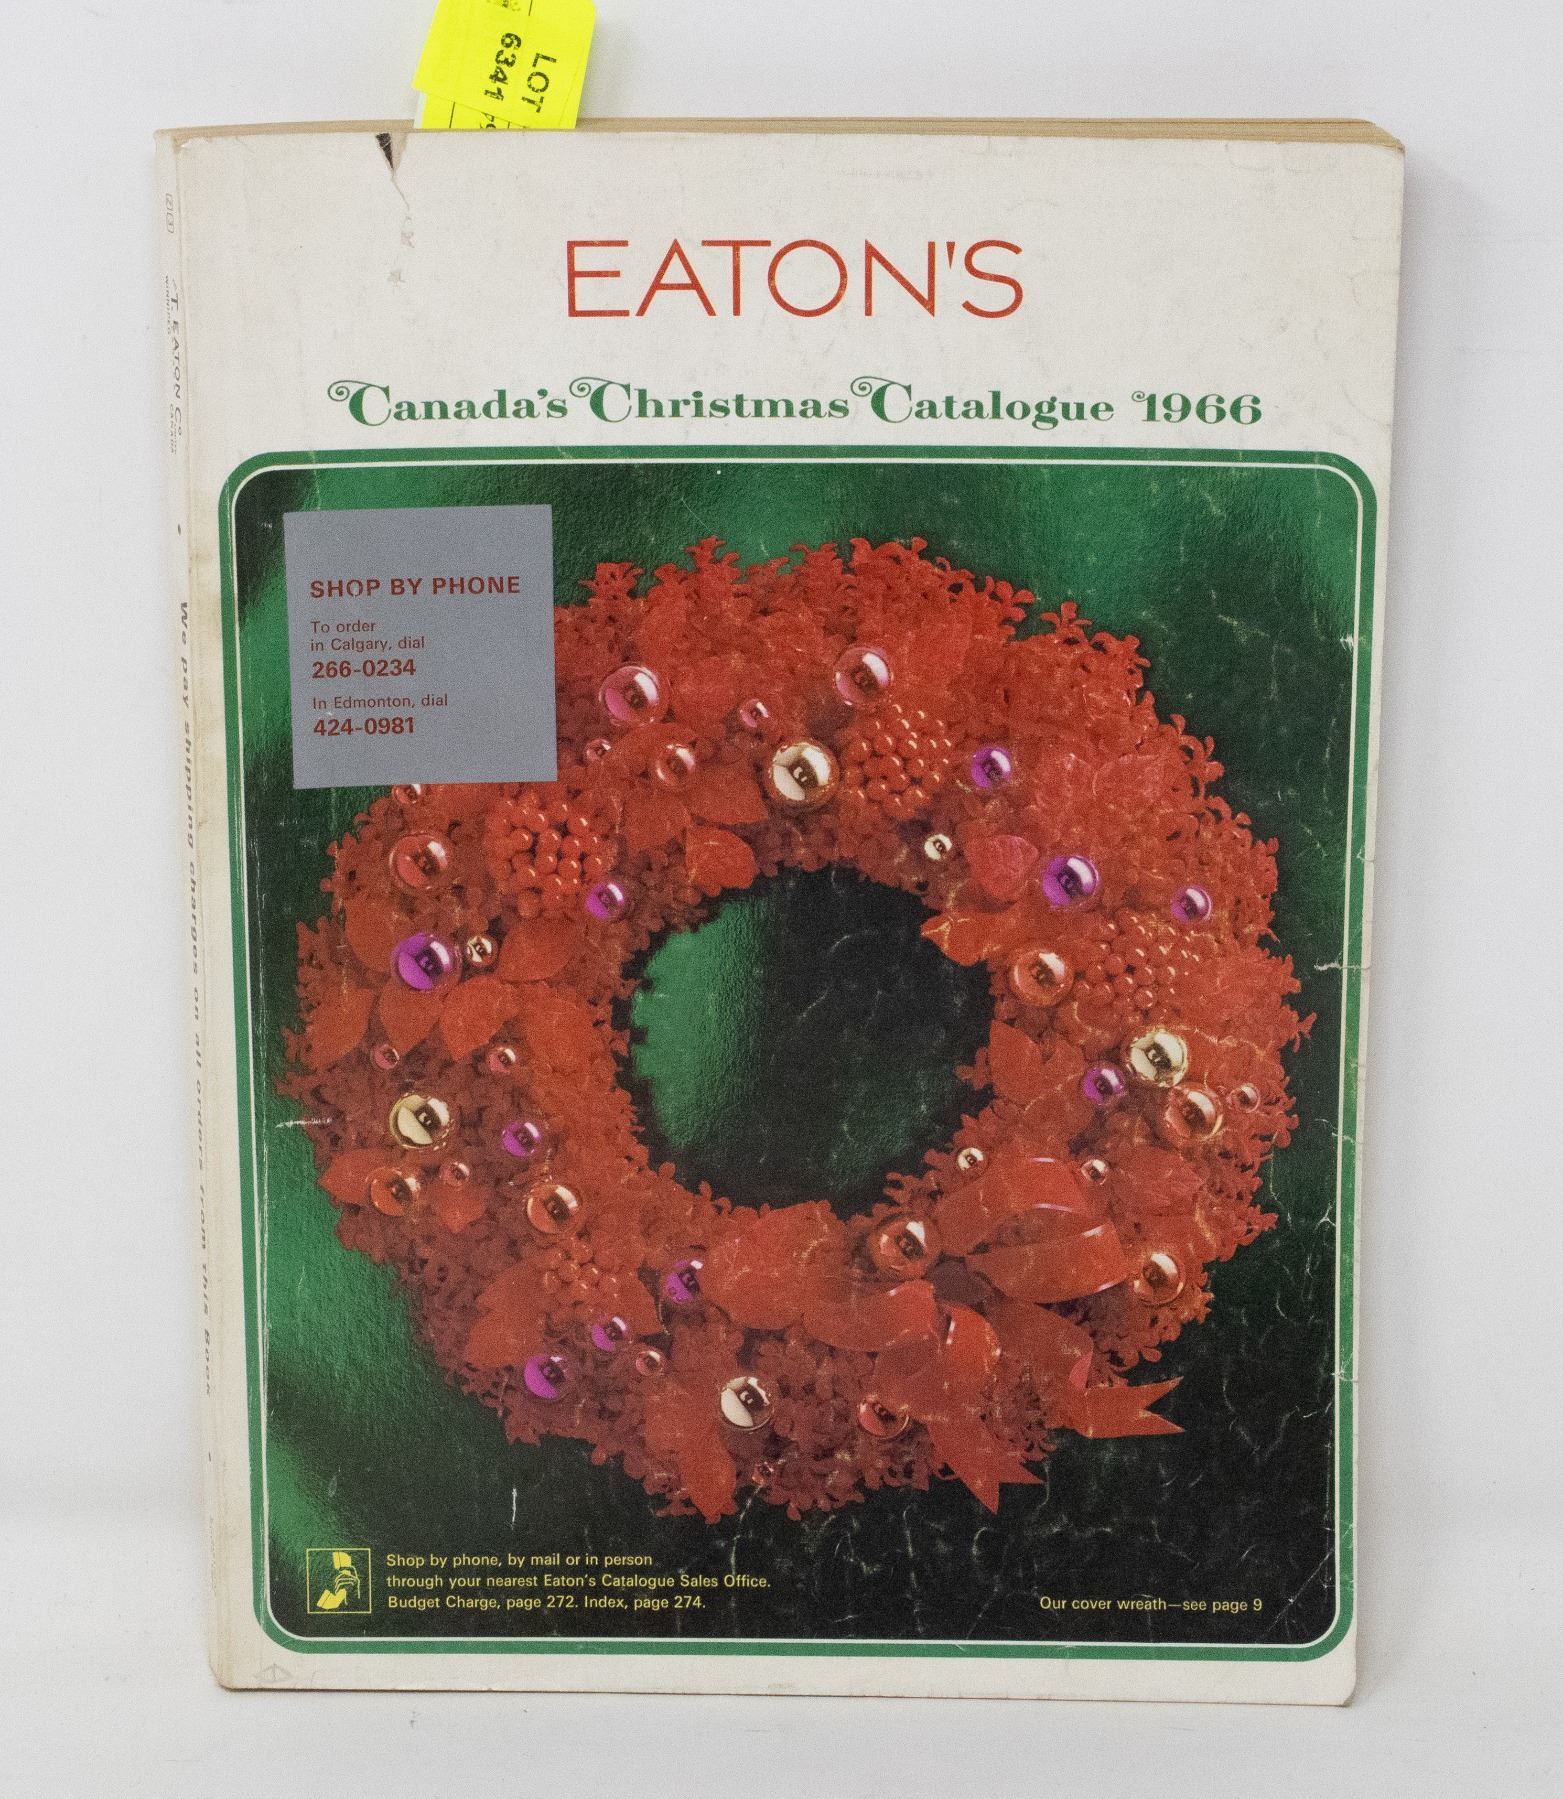 LOT
6341
EATON'S
Canada's Christmas Catalogue 1966
SHOP BY PHONE
To order
in Calgary, dial
266-0234
In Edmonton, dial
424-0981
Shop by phone, by mail or in person
through your nearest Eaton's Catalogue Sales Office.
Budget Charge, page 272. Index, page 274.
Our cover wreath—see page 9
T. EATON Co
CANADA
We pay shipping charges on all orders from this Book